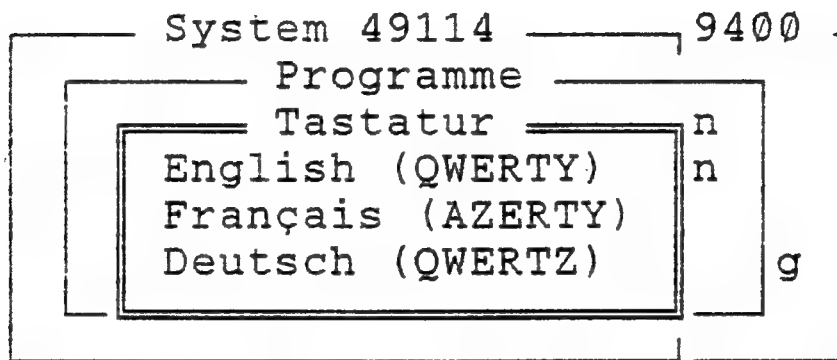 System 49114 9400
Programme
Tastatur n
English (QWERTY) n
Français (AZERTY)
Deutsch (QWERTZ) g